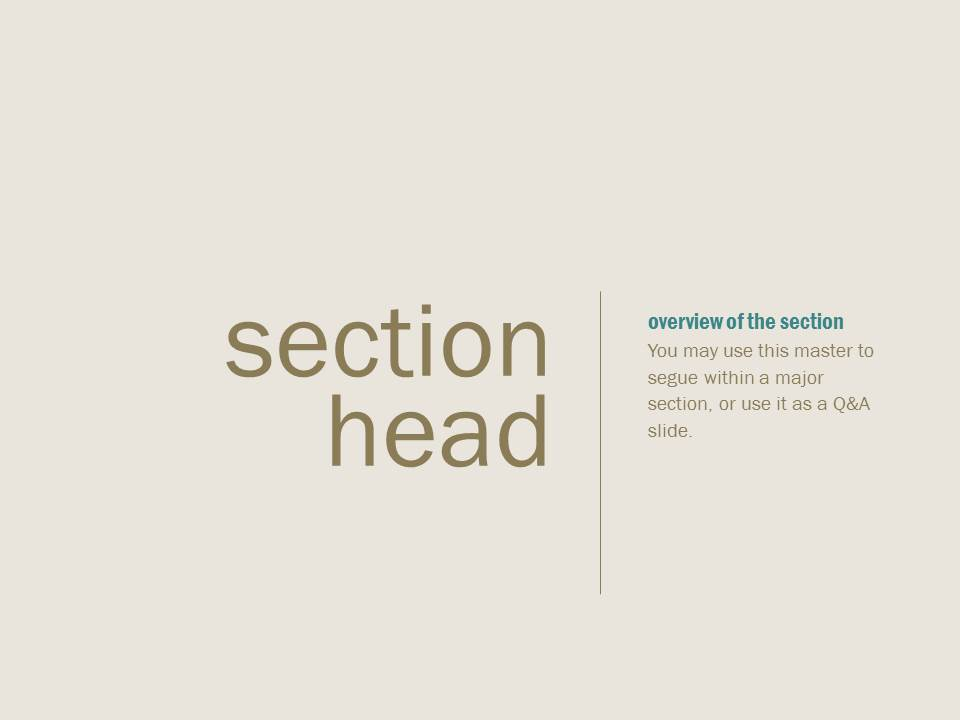 section
head
overview of the section
You may use this master to
segue within a major
section, or use it as a Q&A
slide.